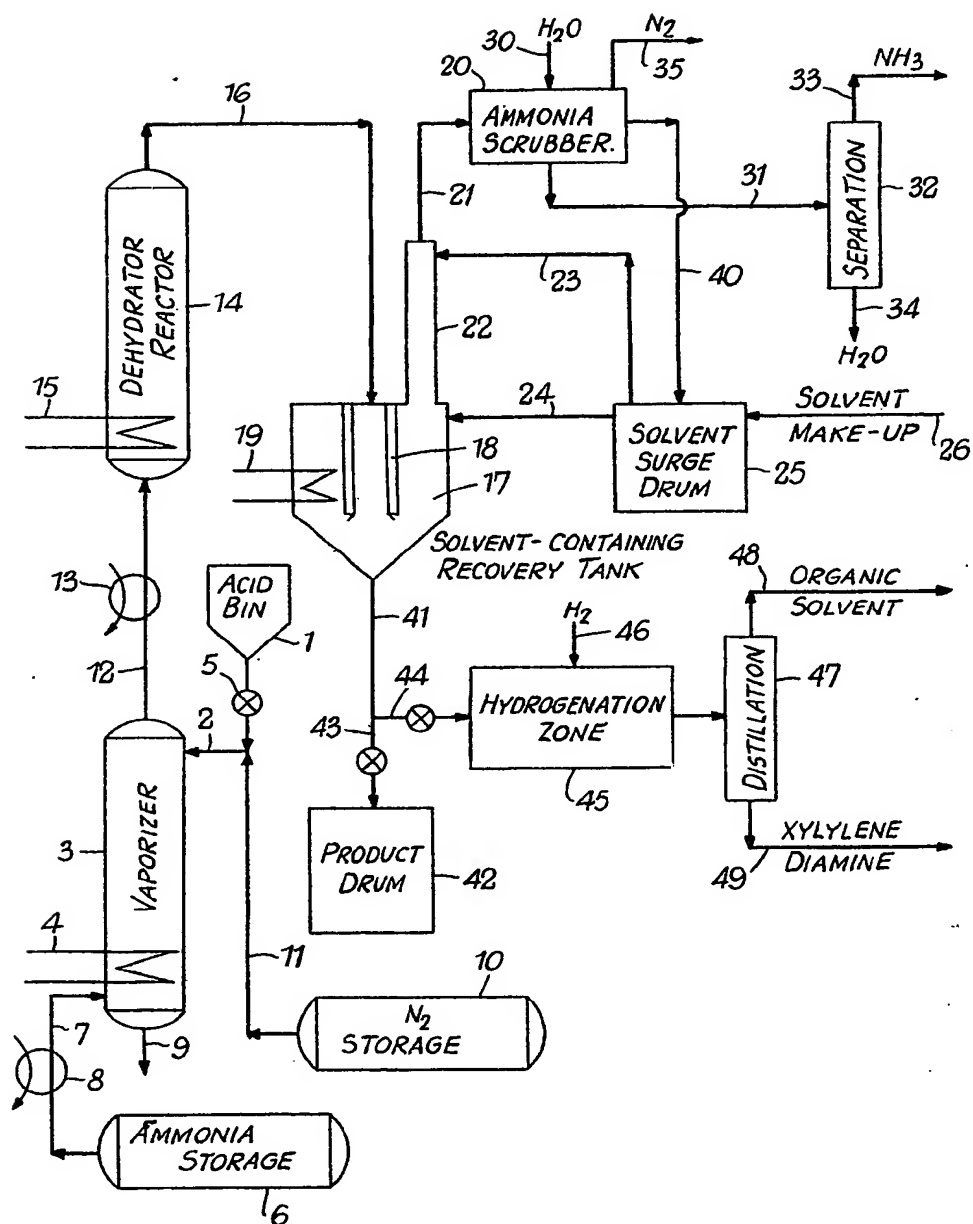 H2O
N2
30
35
20
AMMONIA
SCRUBBER.
33
NH3
16
21
31
SEPARATION
32
DEHYDRATOR
REACTOR
14
23
40
22
34
H2O
15
24
SOLVENT
MAKE-UP
26
19
18
17
SOLVENT
SURGE
DRUM
25
SOLVENT-CONTAINING
RECOVERY TANK
13
ACID
BIN
1
48
ORGANIC
SOLVENT
41
H2
46
12
5
44
47
2
43
HYDROGENATION
ZONE
DISTILLATION
45
3
VAPORIZER
PRODUCT
DRUM
42
XYLYLENE
DIAMINE
49
4
11
10
N2
STORAGE
7
9
8
AMMONIA
STORAGE
6